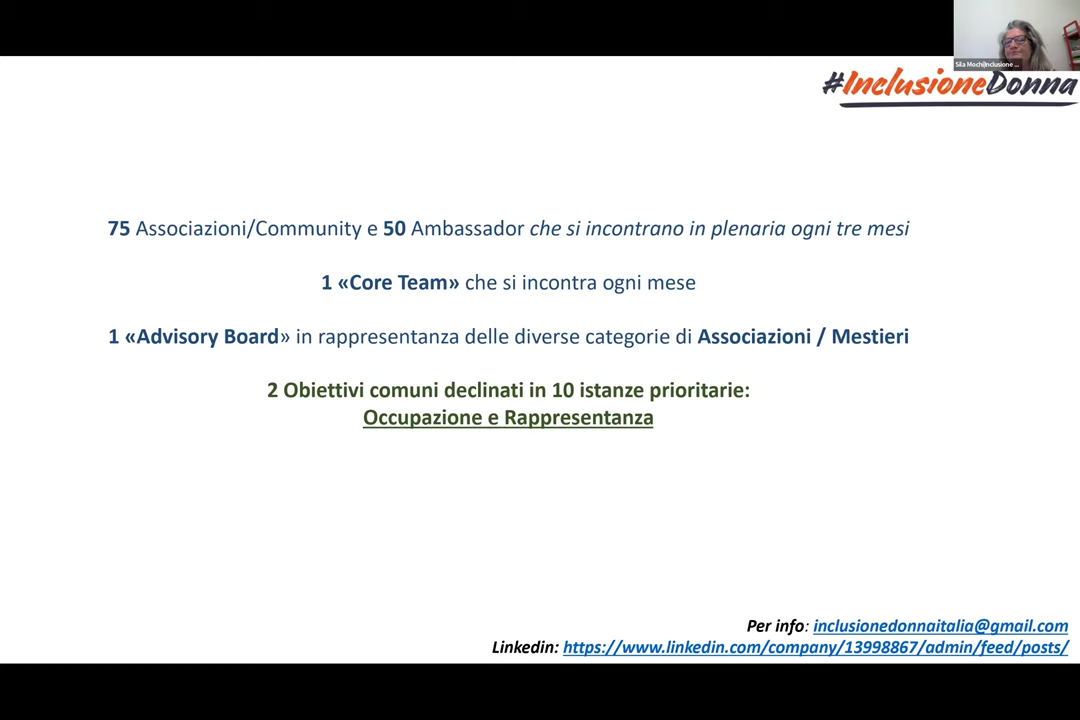 Sila Mochi(Inclusione ...
#InclusioneDonna
75 Associazioni/Community e 50 Ambassador che si incontrano in plenaria ogni tre mesi
1 «Core Team» che si incontra ogni mese
1 «Advisory Board» in rappresentanza delle diverse categorie di Associazioni / Mestieri
2 Obiettivi comuni declinati in 10 istanze prioritarie:
Occupazione e Rappresentanza
Per info: inclusionedonnaitalia@gmail.com
Linkedin: https://www.linkedin.com/company/13998867/admin/feed/posts/